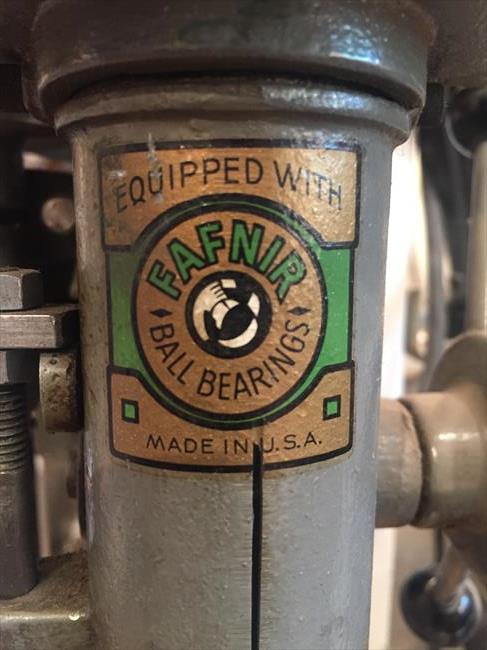 EQUIPPED WITH
FAFNIR
BALL BEARINGS
MADE IN U.S.A.